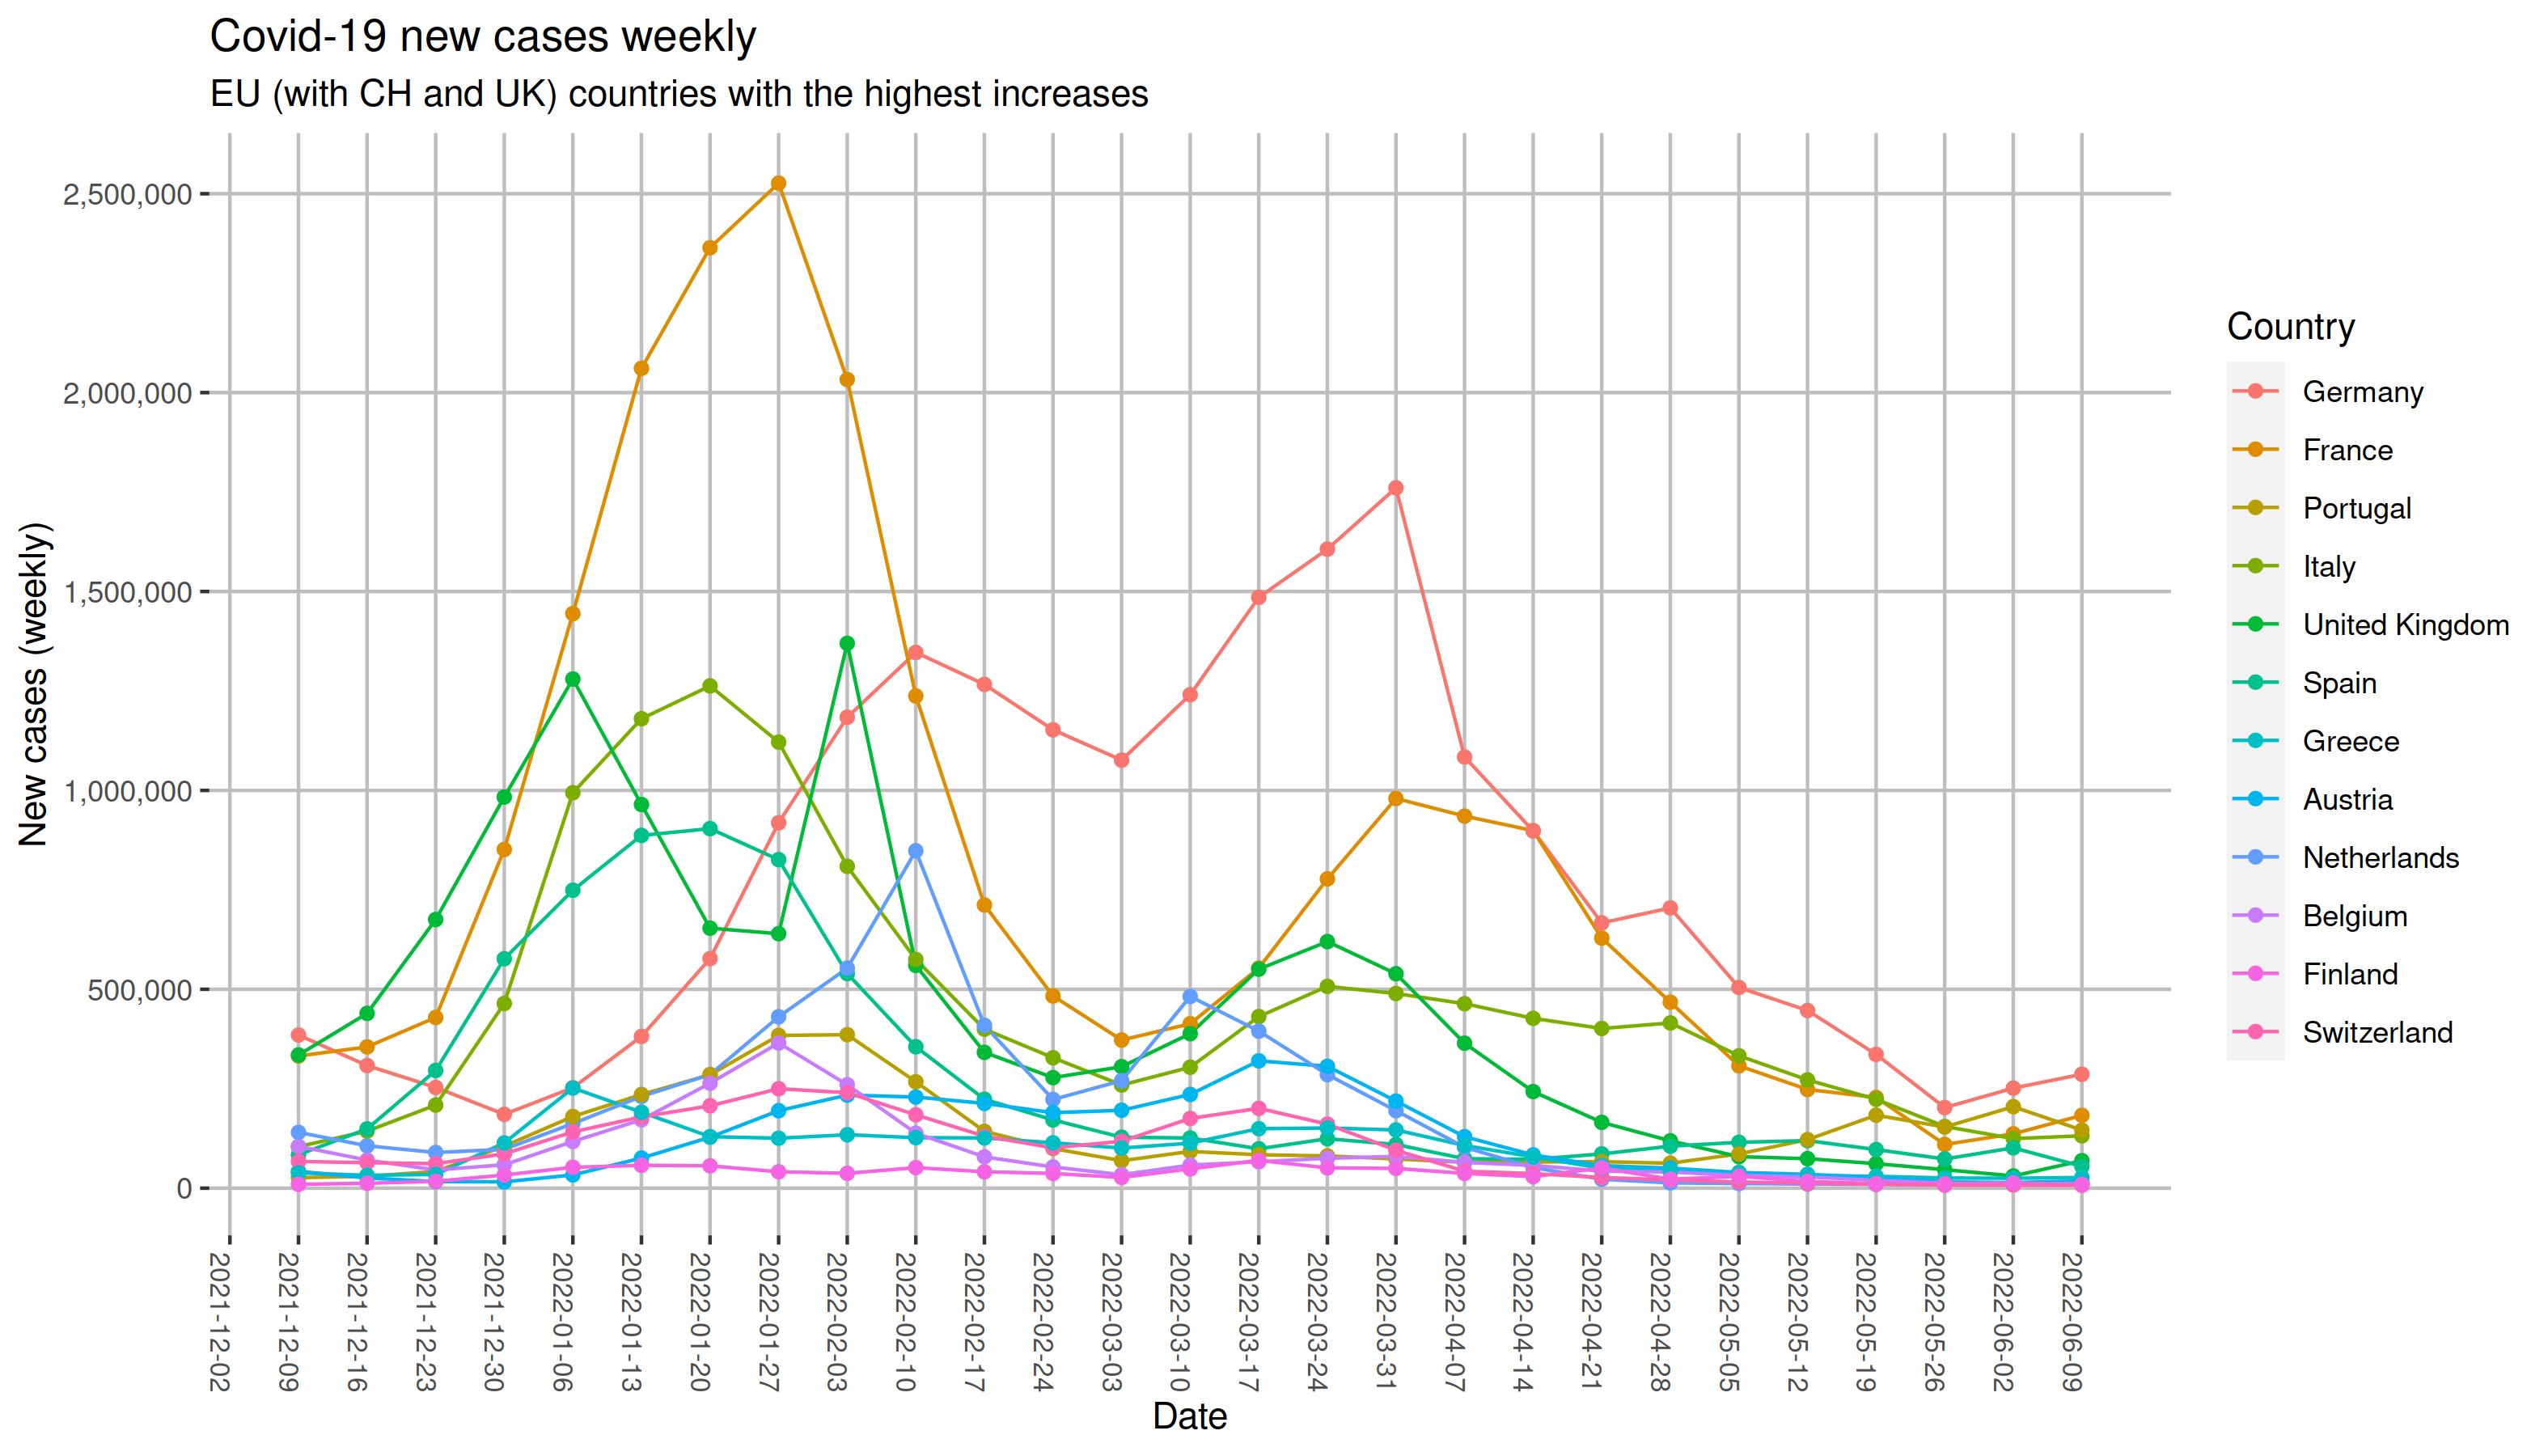 Covid-19 new cases weekly
EU (with CH and UK) countries with the highest increases
New cases (weekly)
2,500,000
2,000,000
1,500,000
1,000,000
500,000
0
2021-12-02
2021-12-09
2021-12-16
2021-12-23
2021-12-30
2022-01-06
2022-01-13
2022-01-20
2022-01-27
2022-02-03
2022-02-10
2022-02-17
2022-02-24
2022-03-03
2022-03-10
2022-03-17
2022-03-24
2022-03-31
2022-04-07
2022-04-14
2022-04-21
2022-04-28
2022-05-05
2022-05-12
2022-05-19
2022-05-26
2022-06-02
2022-06-09
Date
Country
Germany
France
Portugal
Italy
United Kingdom
Spain
Greece
Austria
Netherlands
Belgium
Finland
Switzerland